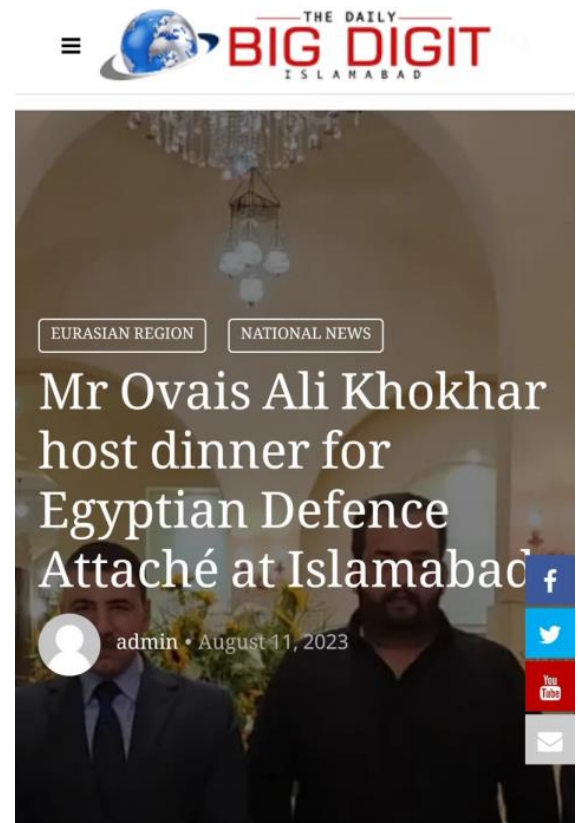 THE DAILY
BIG DIGIT
ISLAMABAD
EURASIAN REGION
NATIONAL NEWS
Mr Ovais Ali Khokhar
host dinner for
Egyptian Defence
Attaché at Islamabad
admin • August 11, 2023
f
You
Tube